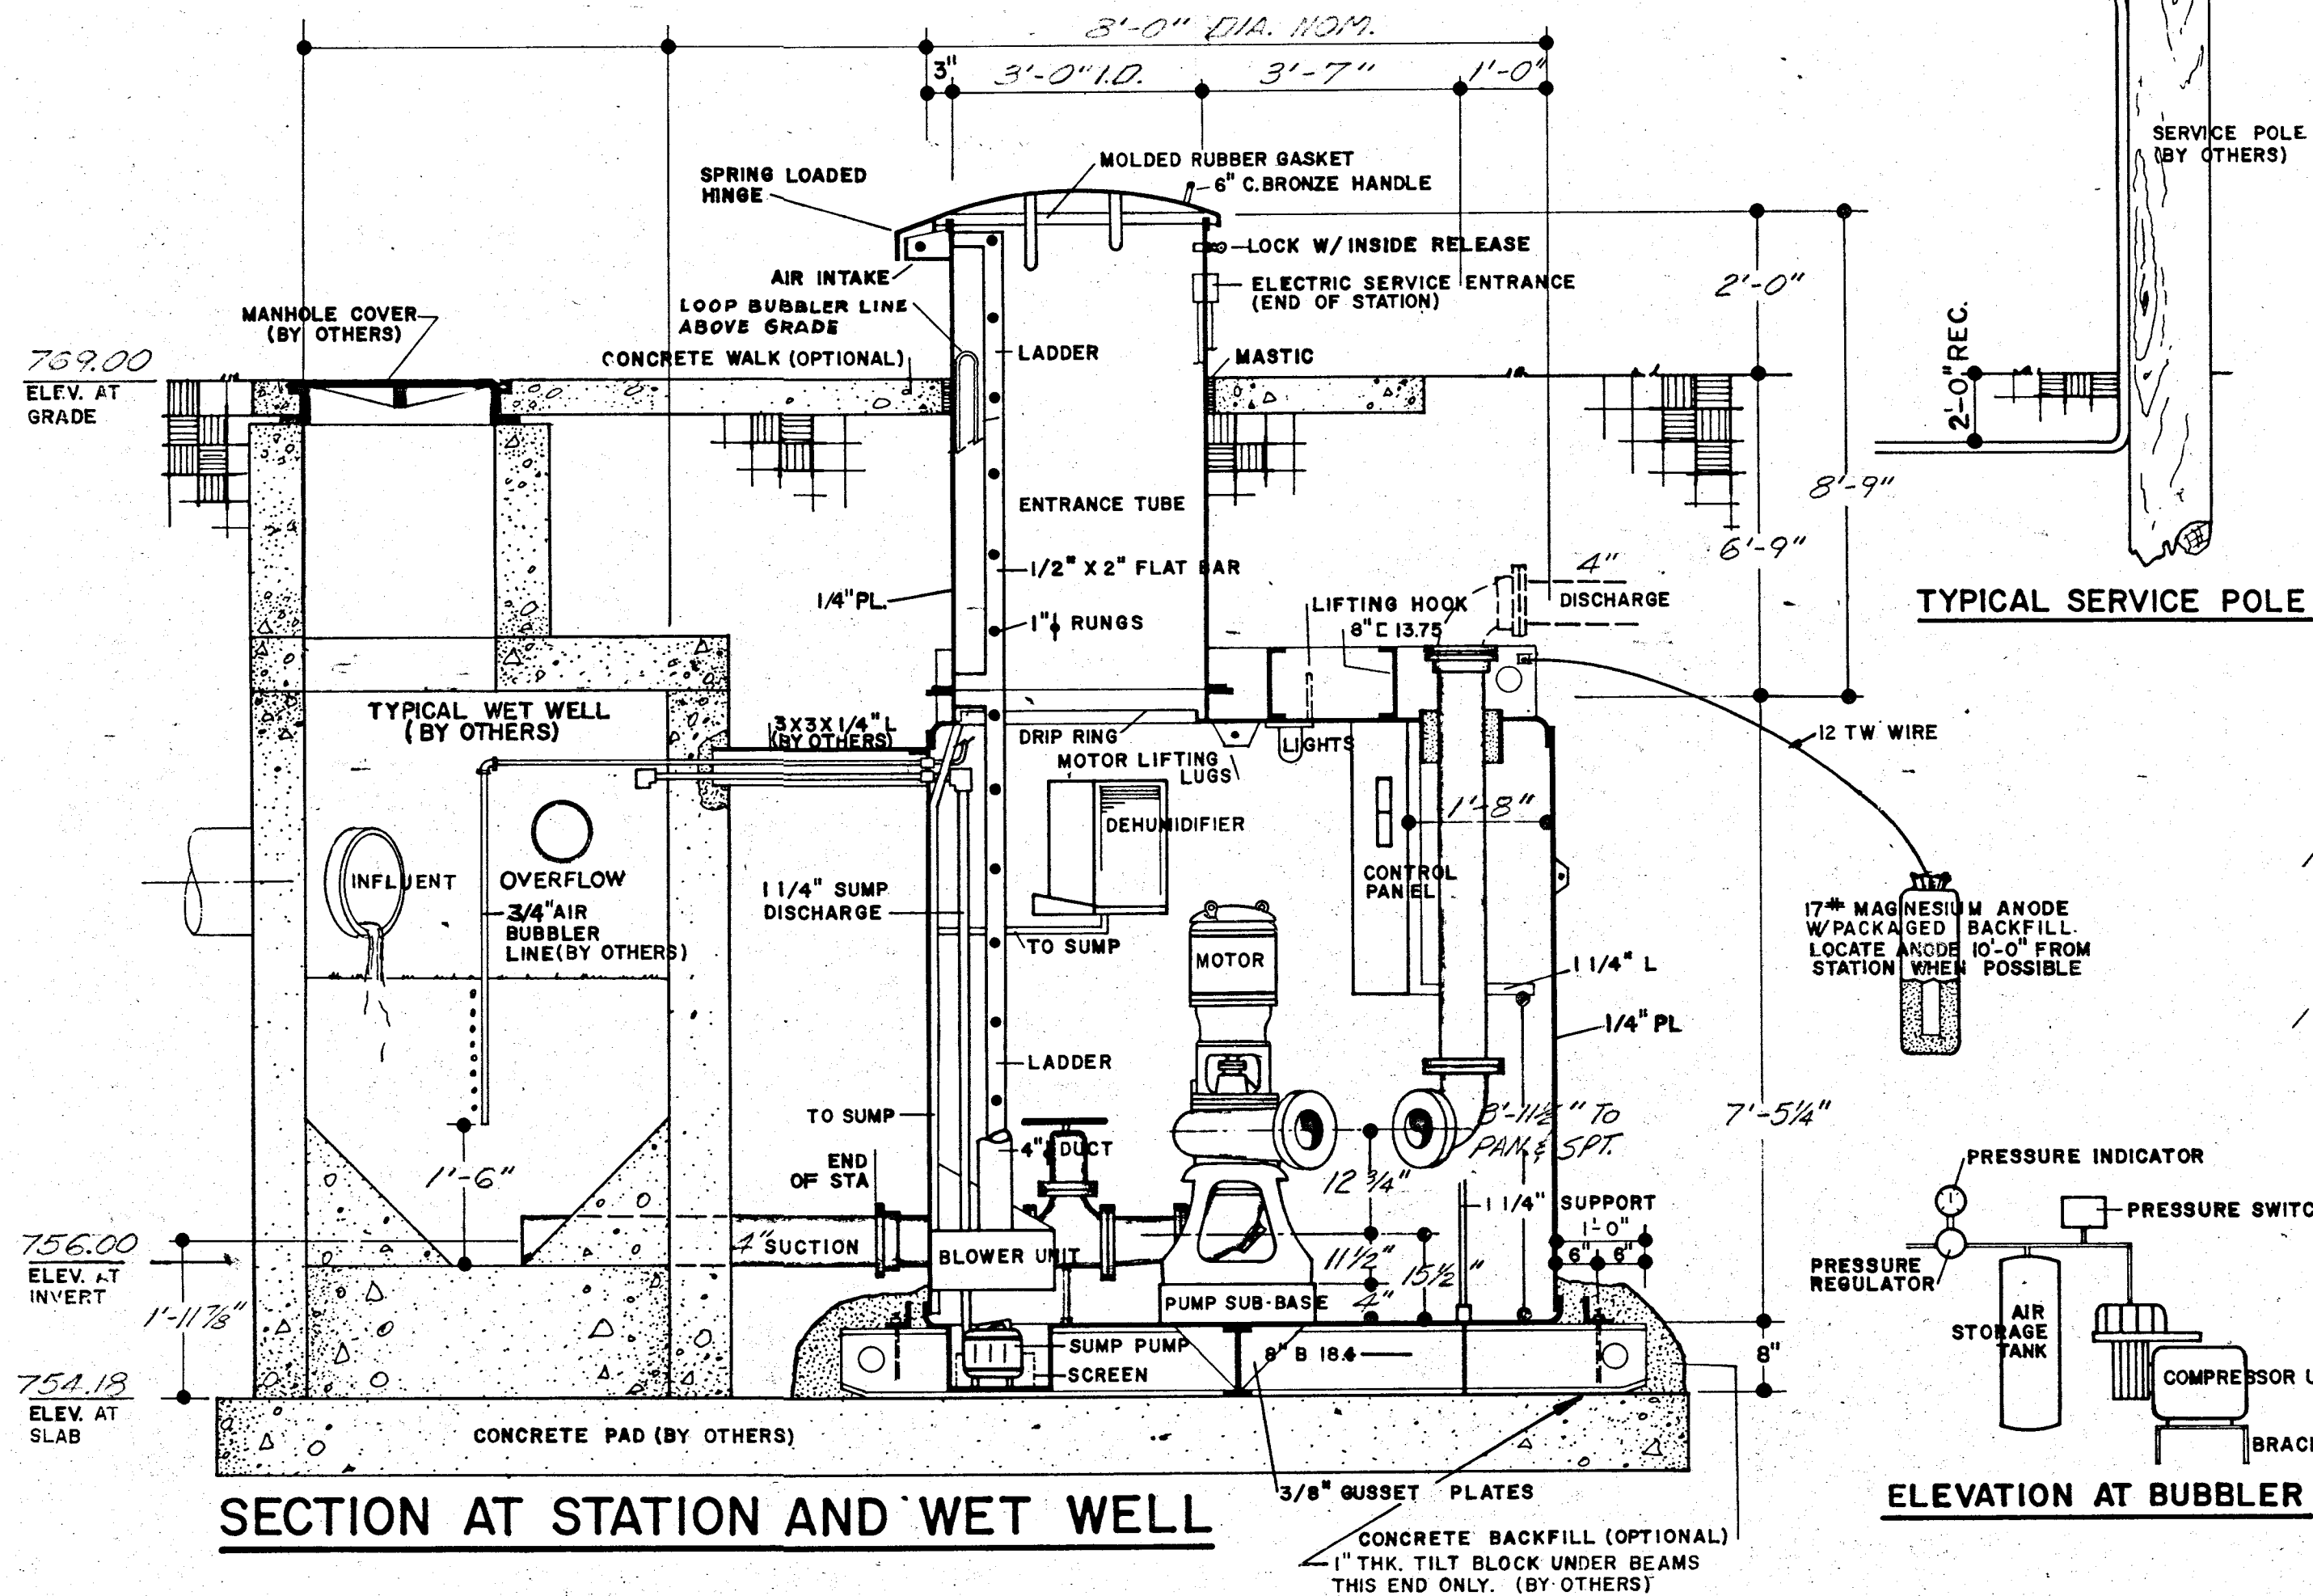 8'-0" DIA. NOM.
3"
3'-0" I.D.
3'-7"
1'-0"
SERVICE POLE
(BY OTHERS)
MOLDED RUBBER GASKET
6" C.BRONZE HANDLE
SPRING LOADED
HINGE
LOCK W/INSIDE RELEASE
AIR INTAKE
ELECTRIC SERVICE ENTRANCE
(END OF STATION)
2'-0"
LOOP BUBBLER LINE
ABOVE GRADE
MANHOLE COVER
(BY OTHERS)
CONCRETE WALK (OPTIONAL)
LADDER
MASTIC
769.00
ELEV. AT
GRADE
2'-0" REC.
8'-9"
ENTRANCE TUBE
6'-9"
1/2" X 2" FLAT BAR
1/4" PL.
4"
DISCHARGE
LIFTING HOOK
8" [ 13.75
1"ϕ RUNGS
TYPICAL SERVICE POLE
TYPICAL WET WELL
(BY OTHERS)
3X3X1/4" L
(BY OTHERS)
DRIP RING
LIGHTS
12 TW WIRE
MOTOR LIFTING
LUGS
1'-8"
DEHUMIDIFIER
INFLUENT
OVERFLOW
CONTROL
PANEL
1 1/4" SUMP
DISCHARGE
3/4" AIR
BUBBLER
LINE(BY OTHERS)
TO SUMP
MOTOR
17# MAGNESIUM ANODE
W/PACKAGED BACKFILL.
LOCATE ANODE 10'-0" FROM
STATION WHEN POSSIBLE
1 1/4" L
1/4" PL
LADDER
TO SUMP
7'-5 1/4"
3'-11 1/2" To
PAN. & SPT.
END
OF STA
4"ϕ DUCT
1'-6"
12 3/4"
1 1/4" SUPPORT
1'-0"
6" 6"
PRESSURE INDICATOR
PRESSURE SWITC
756.00
ELEV. AT
INVERT
4" SUCTION
BLOWER UNIT
11 1/2"
15 1/2"
PRESSURE
REGULATOR
1'-11 7/8"
PUMP SUB-BASE
4"
AIR
STORAGE
TANK
SUMP PUMP
8" B 18.4
8"
SCREEN
COMPRESSOR U
754.18
ELEV. AT
SLAB
CONCRETE PAD (BY OTHERS)
BRAC
SECTION AT STATION AND WET WELL
3/8" GUSSET PLATES
ELEVATION AT BUBBLER
CONCRETE BACKFILL (OPTIONAL)
1" THK. TILT BLOCK UNDER BEAMS
THIS END ONLY. (BY OTHERS)